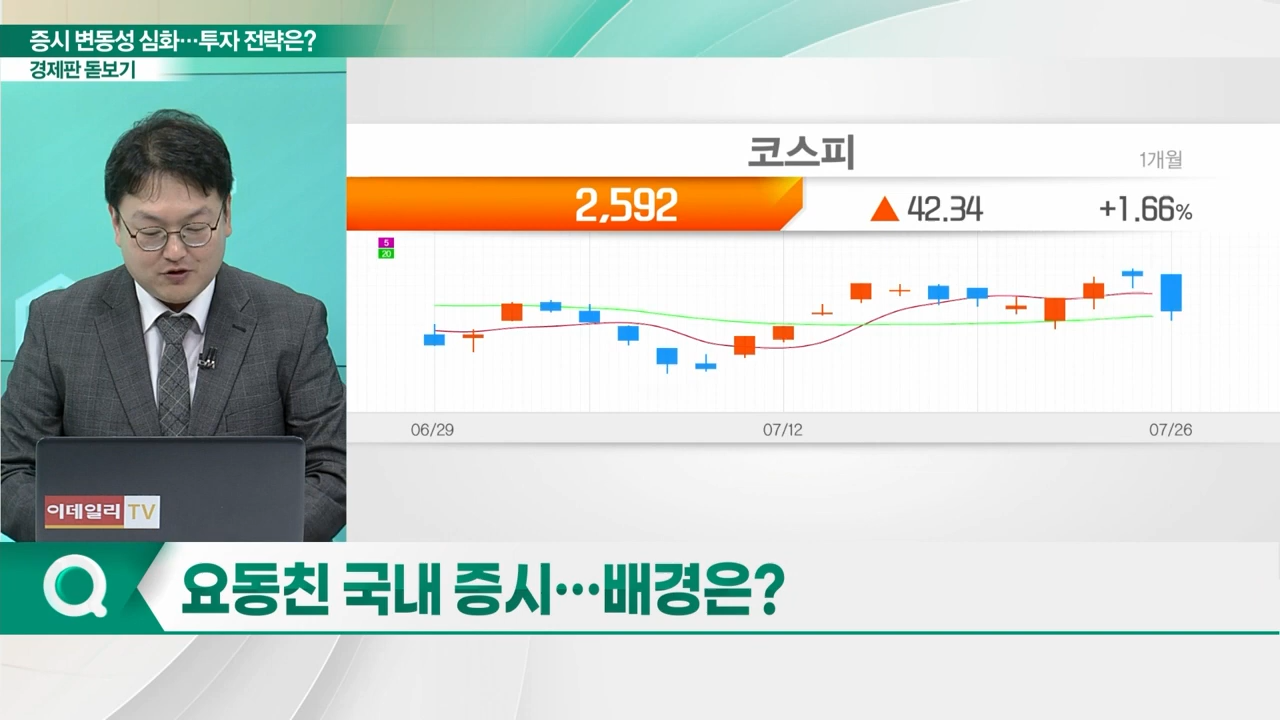 증시 변동성 심화…투자 전략은?
경제판 돋보기
코스피
1개월
2,592
▲ 42.34
+1.66%
5
20
06/29
07/12
07/26
이데일리 TV
요동친 국내 증시…배경은?